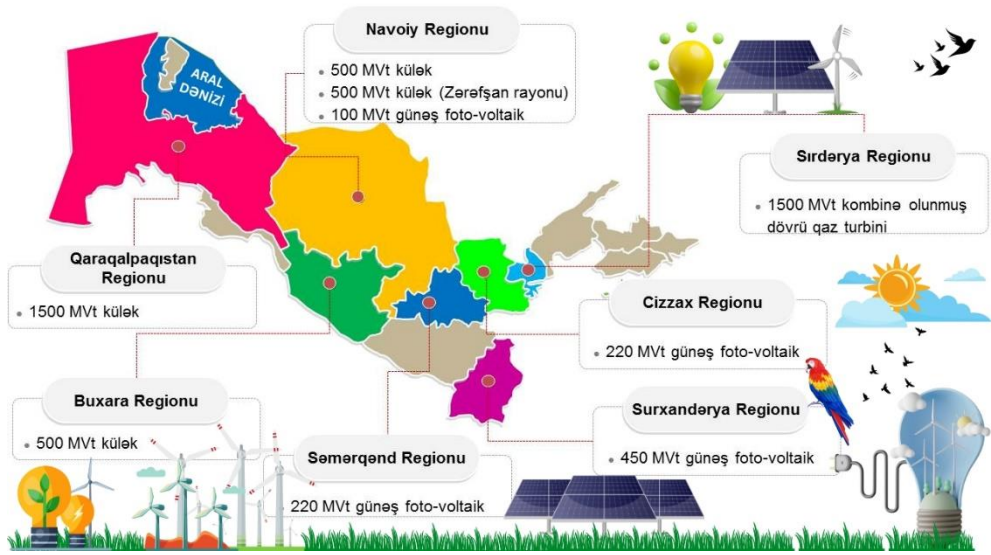 Navoiy Regionu
• 500 MVt külək
• 500 MVt külək (Zərəfşan rayonu)
• 100 MVt günəş foto-voltaik
ARAL
DƏNİZİ
Sırdərya Regionu
• 1500 MVt kombinə olunmuş
dövrü qaz turbini
Qaraqalpaqıstan
Regionu
• 1500 MVt külək
Cizzax Regionu
• 220 MVt günəş foto-voltaik
Buxara Regionu
• 500 MVt külək
Surxandərya Regionu
• 450 MVt günəş foto-voltaik
Səmərqənd Regionu
220 MVt günəş foto-voltaik